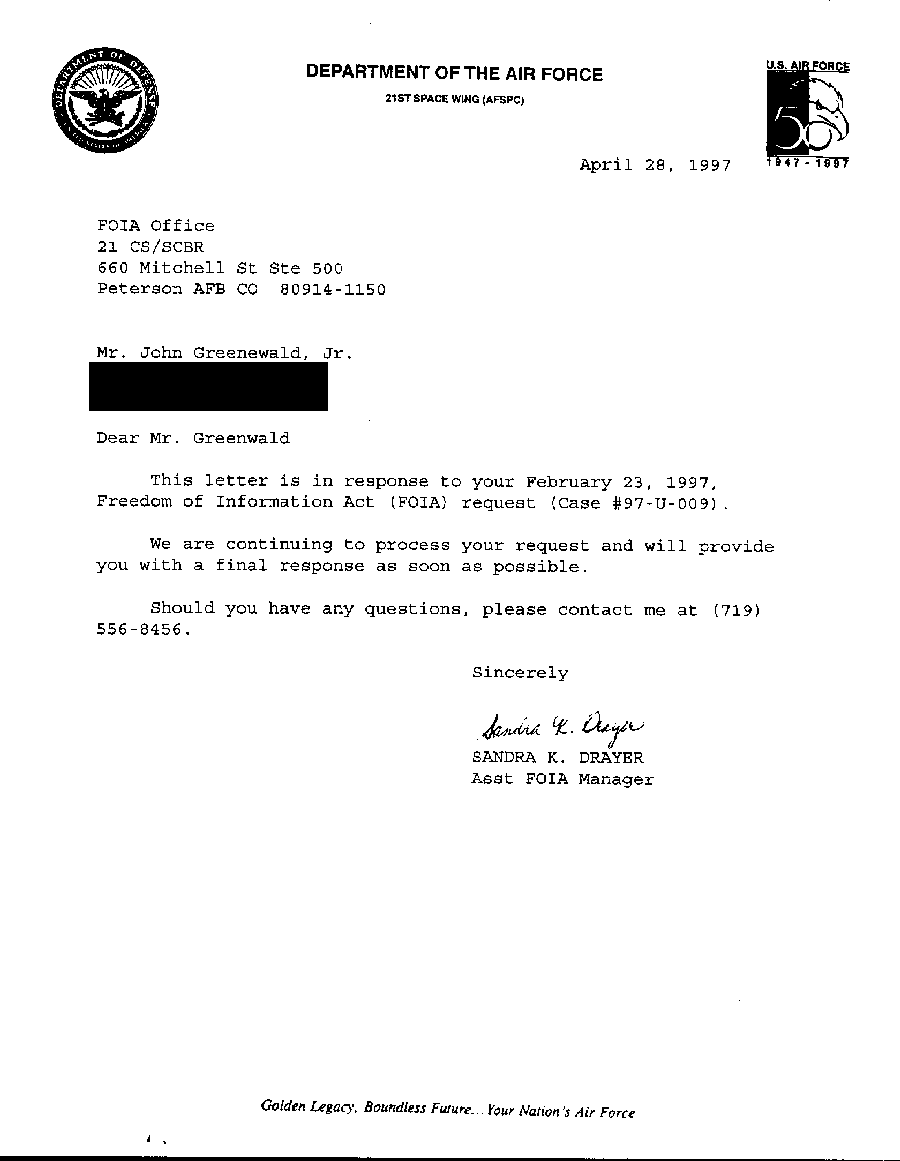 DEPARTMENT OF DEFENSE
DEPARTMENT OF THE AIR FORCE
21ST SPACE WING (AFSPC)
U.S. AIR FORCE
50
1947 - 1997
April 28, 1997
FOIA Office
21 CS/SCBR
660 Mitchell St Ste 500
Peterson AFB CO 80914-1150
Mr. John Greenewald, Jr.
Dear Mr. Greenwald
This letter is in response to your February 23, 1997,
Freedom of Information Act (FOIA) request (Case #97-U-009).
We are continuing to process your request and will provide
you with a final response as soon as possible.
Should you have any questions, please contact me at (719)
556-8456.
Sincerely
Sandra K. Drayer
SANDRA K. DRAYER
Asst FOIA Manager
Golden Legacy, Boundless Future... Your Nation's Air Force